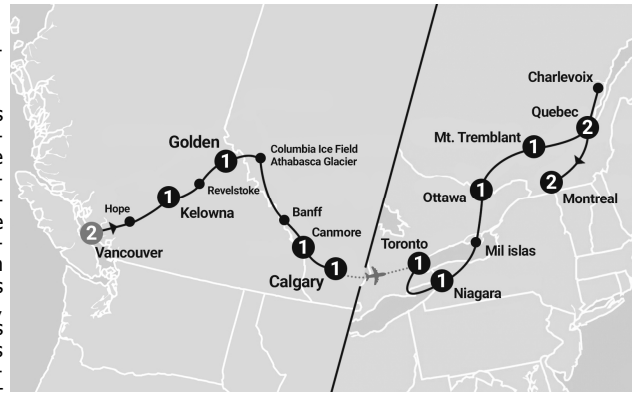 Charlevoix
Quebec
2
Mt. Tremblant
1
2
Montreal
Ottawa
1
Golden
1
Columbia Ice Field
Athabasca Glacier
Revelstoke
1
Kelowna
Hope
2
Vancouver
Banff
Canmore
1
Calgary
1
Toronto
1
Mil islas
1
Niagara